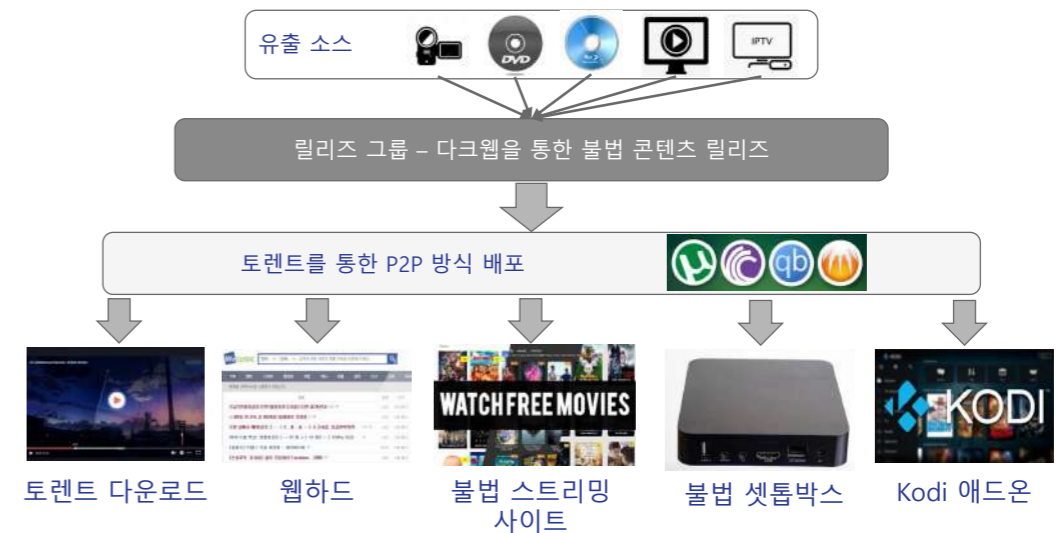 유출 소스
DVD
IPTV
릴리즈 그룹 – 다크웹을 통한 불법 콘텐츠 릴리즈
토렌트를 통한 P2P 방식 배포
qb
WATCH FREE MOVIES
KODI
토렌트 다운로드
웹하드
불법 스트리밍
사이트
불법 셋톱박스
Kodi 애드온